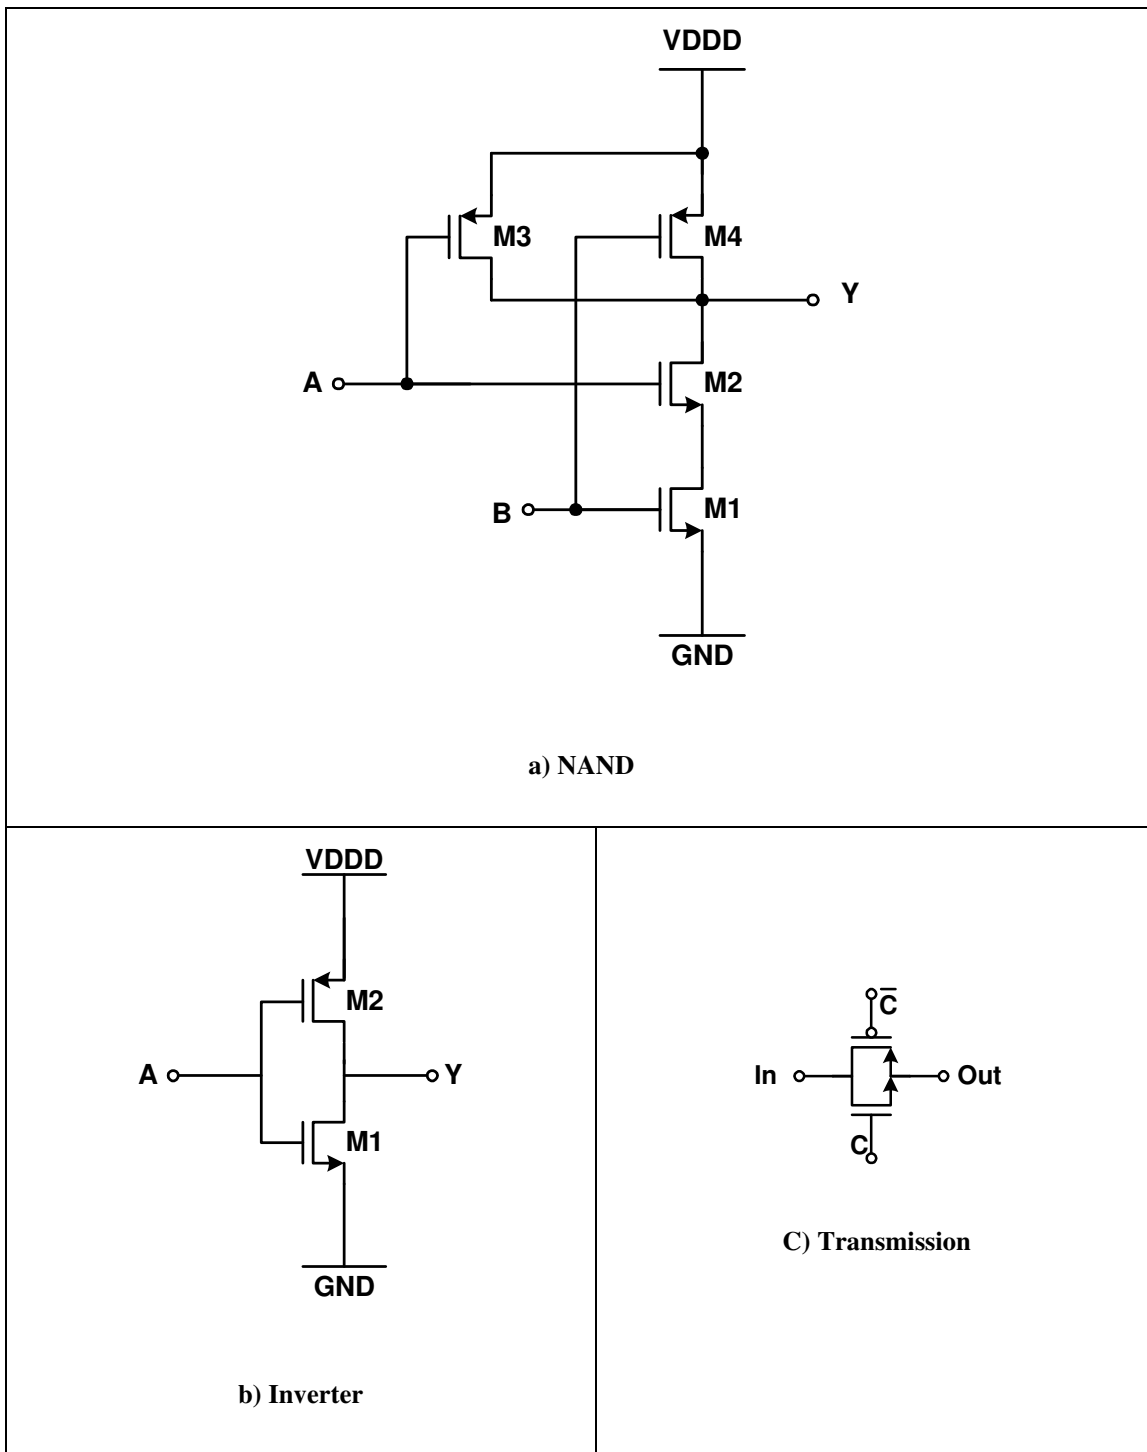 VDDD
M3
M4
Y
A
M2
B
M1
GND
a) NAND
VDDD
M2
A
Y
M1
GND
b) Inverter
C̅
In
Out
C
C) Transmission